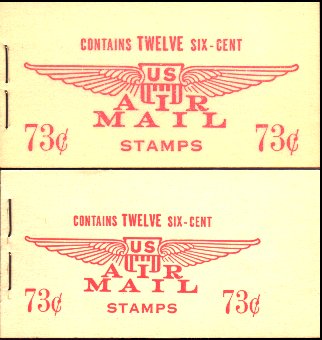 CONTAINS TWELVE SIX-CENT
US
AIR
MAIL
73¢ STAMPS 73¢
CONTAINS TWELVE SIX-CENT
US
AIR
MAIL
73¢ STAMPS 73¢